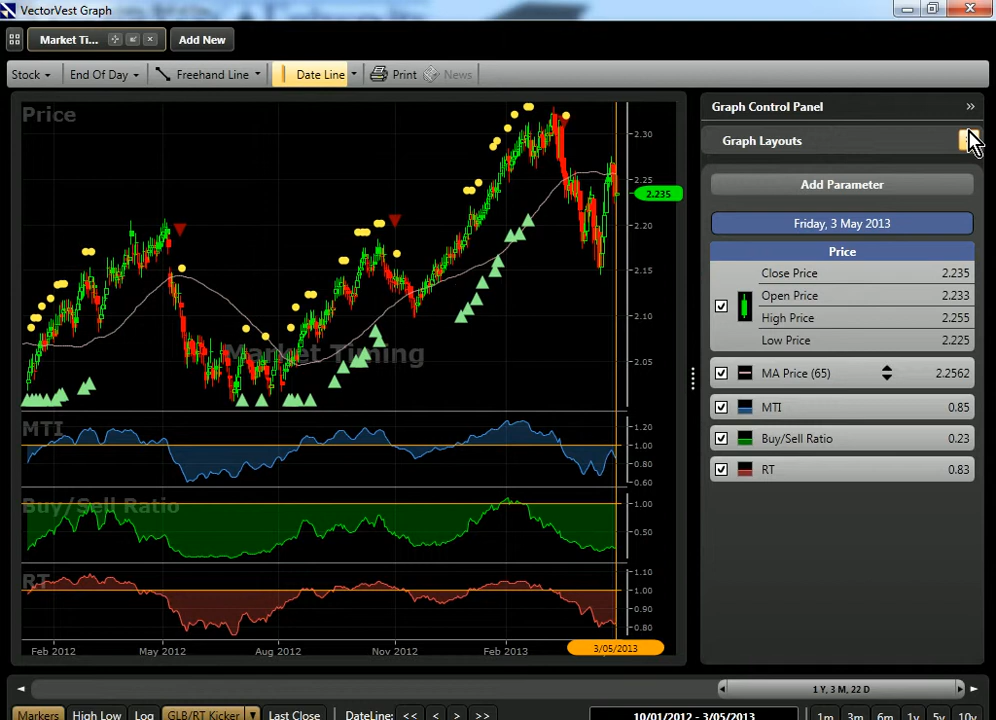 VectorVest Graph
Market Ti...
Add New
Stock
End Of Day
Freehand Line
Date Line
Print
News
Price
2.30
2.25
2.235
2.20
2.15
2.10
2.05
Market Timing
MTI
1.20
1.00
0.80
0.60
Buy/Sell Ratio
1.00
0.50
RT
1.10
1.00
0.90
0.80
Feb 2012
May 2012
Aug 2012
Nov 2012
Feb 2013
3/05/2013
Graph Control Panel
Graph Layouts
Add Parameter
Friday, 3 May 2013
Price
Close Price 2.235
Open Price 2.233
High Price 2.255
Low Price 2.225
MA Price (65) 2.2562
MTI 0.85
Buy/Sell Ratio 0.23
RT 0.83
1 Y, 3 M, 22 D
Markers
High Low
Log
GLB/RT Kicker
Last Close
DateLine:
<<
<
>
>>
10/01/2012 - 3/05/2013
1m
3m
6m
1y
5y
10y